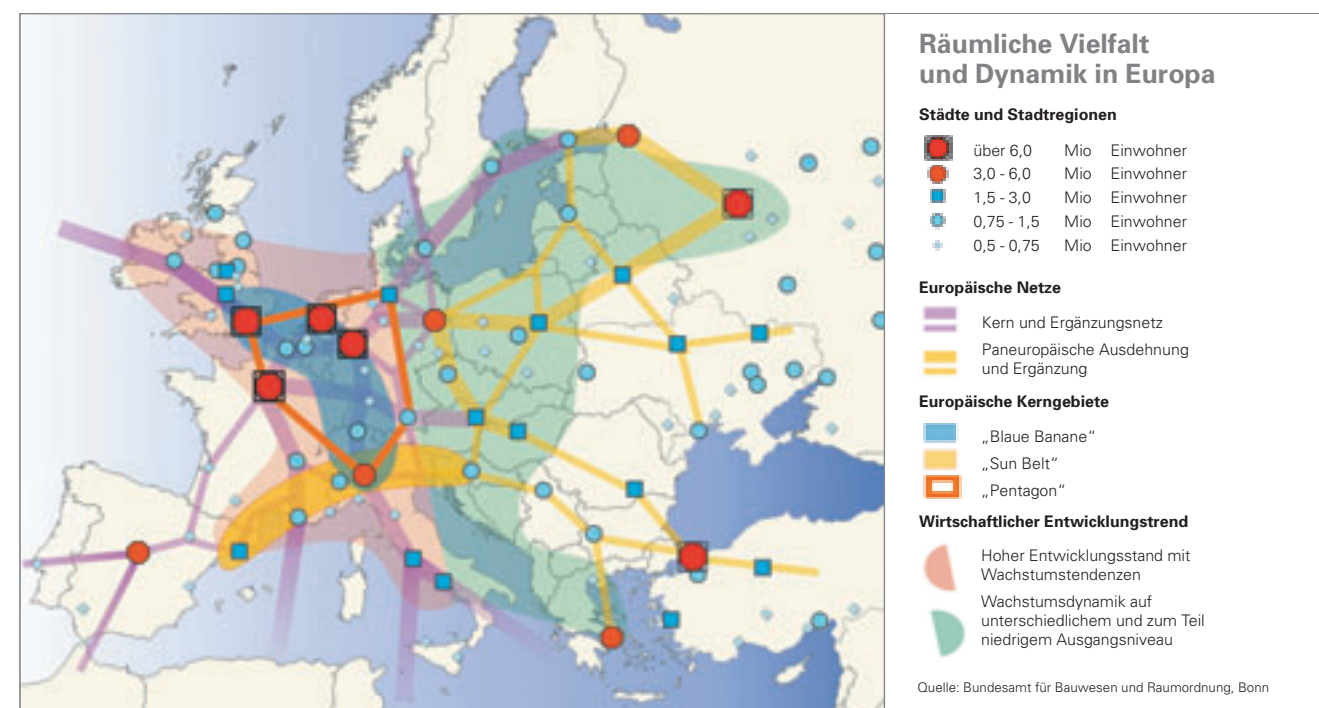 Räumliche Vielfalt
und Dynamik in Europa
Städte und Stadtregionen
über 6,0 Mio Einwohner
3,0 - 6,0 Mio Einwohner
1,5 - 3,0 Mio Einwohner
0,75 - 1,5 Mio Einwohner
0,5 - 0,75 Mio Einwohner
Europäische Netze
Kern und Ergänzungsnetz
Paneuropäische Ausdehnung
und Ergänzung
Europäische Kerngebiete
„Blaue Banane“
„Sun Belt“
„Pentagon“
Wirtschaftlicher Entwicklungstrend
Hoher Entwicklungsstand mit
Wachstumstendenzen
Wachstumsdynamik auf
unterschiedlichem und zum Teil
niedrigem Ausgangsniveau
Quelle: Bundesamt für Bauwesen und Raumordnung, Bonn